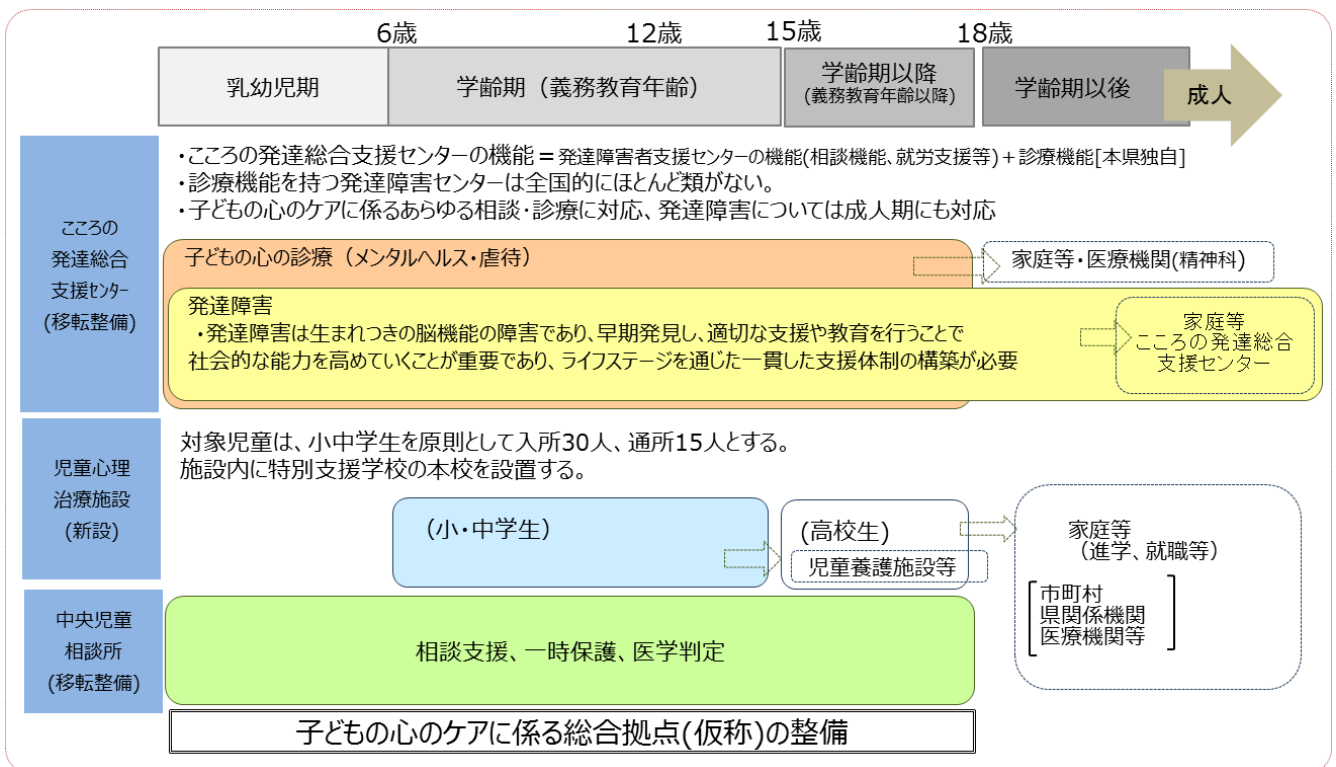 6歳
12歳
15歳
18歳
乳幼児期
学齢期（義務教育年齢）
学齢期以降
(義務教育年齢以降)
学齢期以後
成人
こころの
発達総合
支援ｾﾝﾀｰ
(移転整備)
・こころの発達総合支援センターの機能＝発達障害者支援センターの機能(相談機能、就労支援等)＋診療機能[本県独自]
・診療機能を持つ発達障害センターは全国的にほとんど類がない。
・子どもの心のケアに係るあらゆる相談・診療に対応、発達障害については成人期にも対応
子どもの心の診療（メンタルヘルス・虐待）
家庭等・医療機関(精神科)
発達障害
・発達障害は生まれつきの脳機能の障害であり、早期発見し、適切な支援や教育を行うことで
社会的な能力を高めていくことが重要であり、ライフステージを通じた一貫した支援体制の構築が必要
家庭等
こころの発達総合
支援センター
児童心理
治療施設
(新設)
対象児童は、小中学生を原則として入所30人、通所15人とする。
施設内に特別支援学校の本校を設置する。
(小・中学生)
(高校生)
児童養護施設等
家庭等
（進学、就職等）
市町村
県関係機関
医療機関等
中央児童
相談所
(移転整備)
相談支援、一時保護、医学判定
子どもの心のケアに係る総合拠点(仮称)の整備